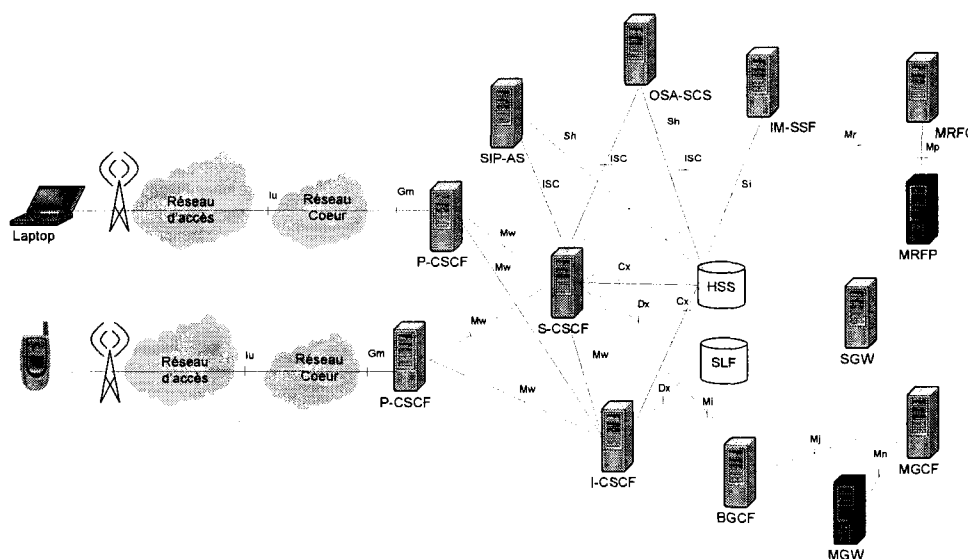 OSA-SCS
IM-SSF
MRFC
SIP-AS
Sh
Sh
Mr
Mp
ISC
ISC
ISC
Si
MRFP
Laptop
Réseau
d'accès
Iu
Réseau
Coeur
Gm
P-CSCF
Mw
Mw
Cx
HSS
S-CSCF
Dx
Cx
Mw
SGW
Réseau
d'accès
Iu
Réseau
Coeur
Gm
P-CSCF
Mw
Mw
SLF
Dx
Mi
I-CSCF
BGCF
Mj
Mn
MGCF
MGW